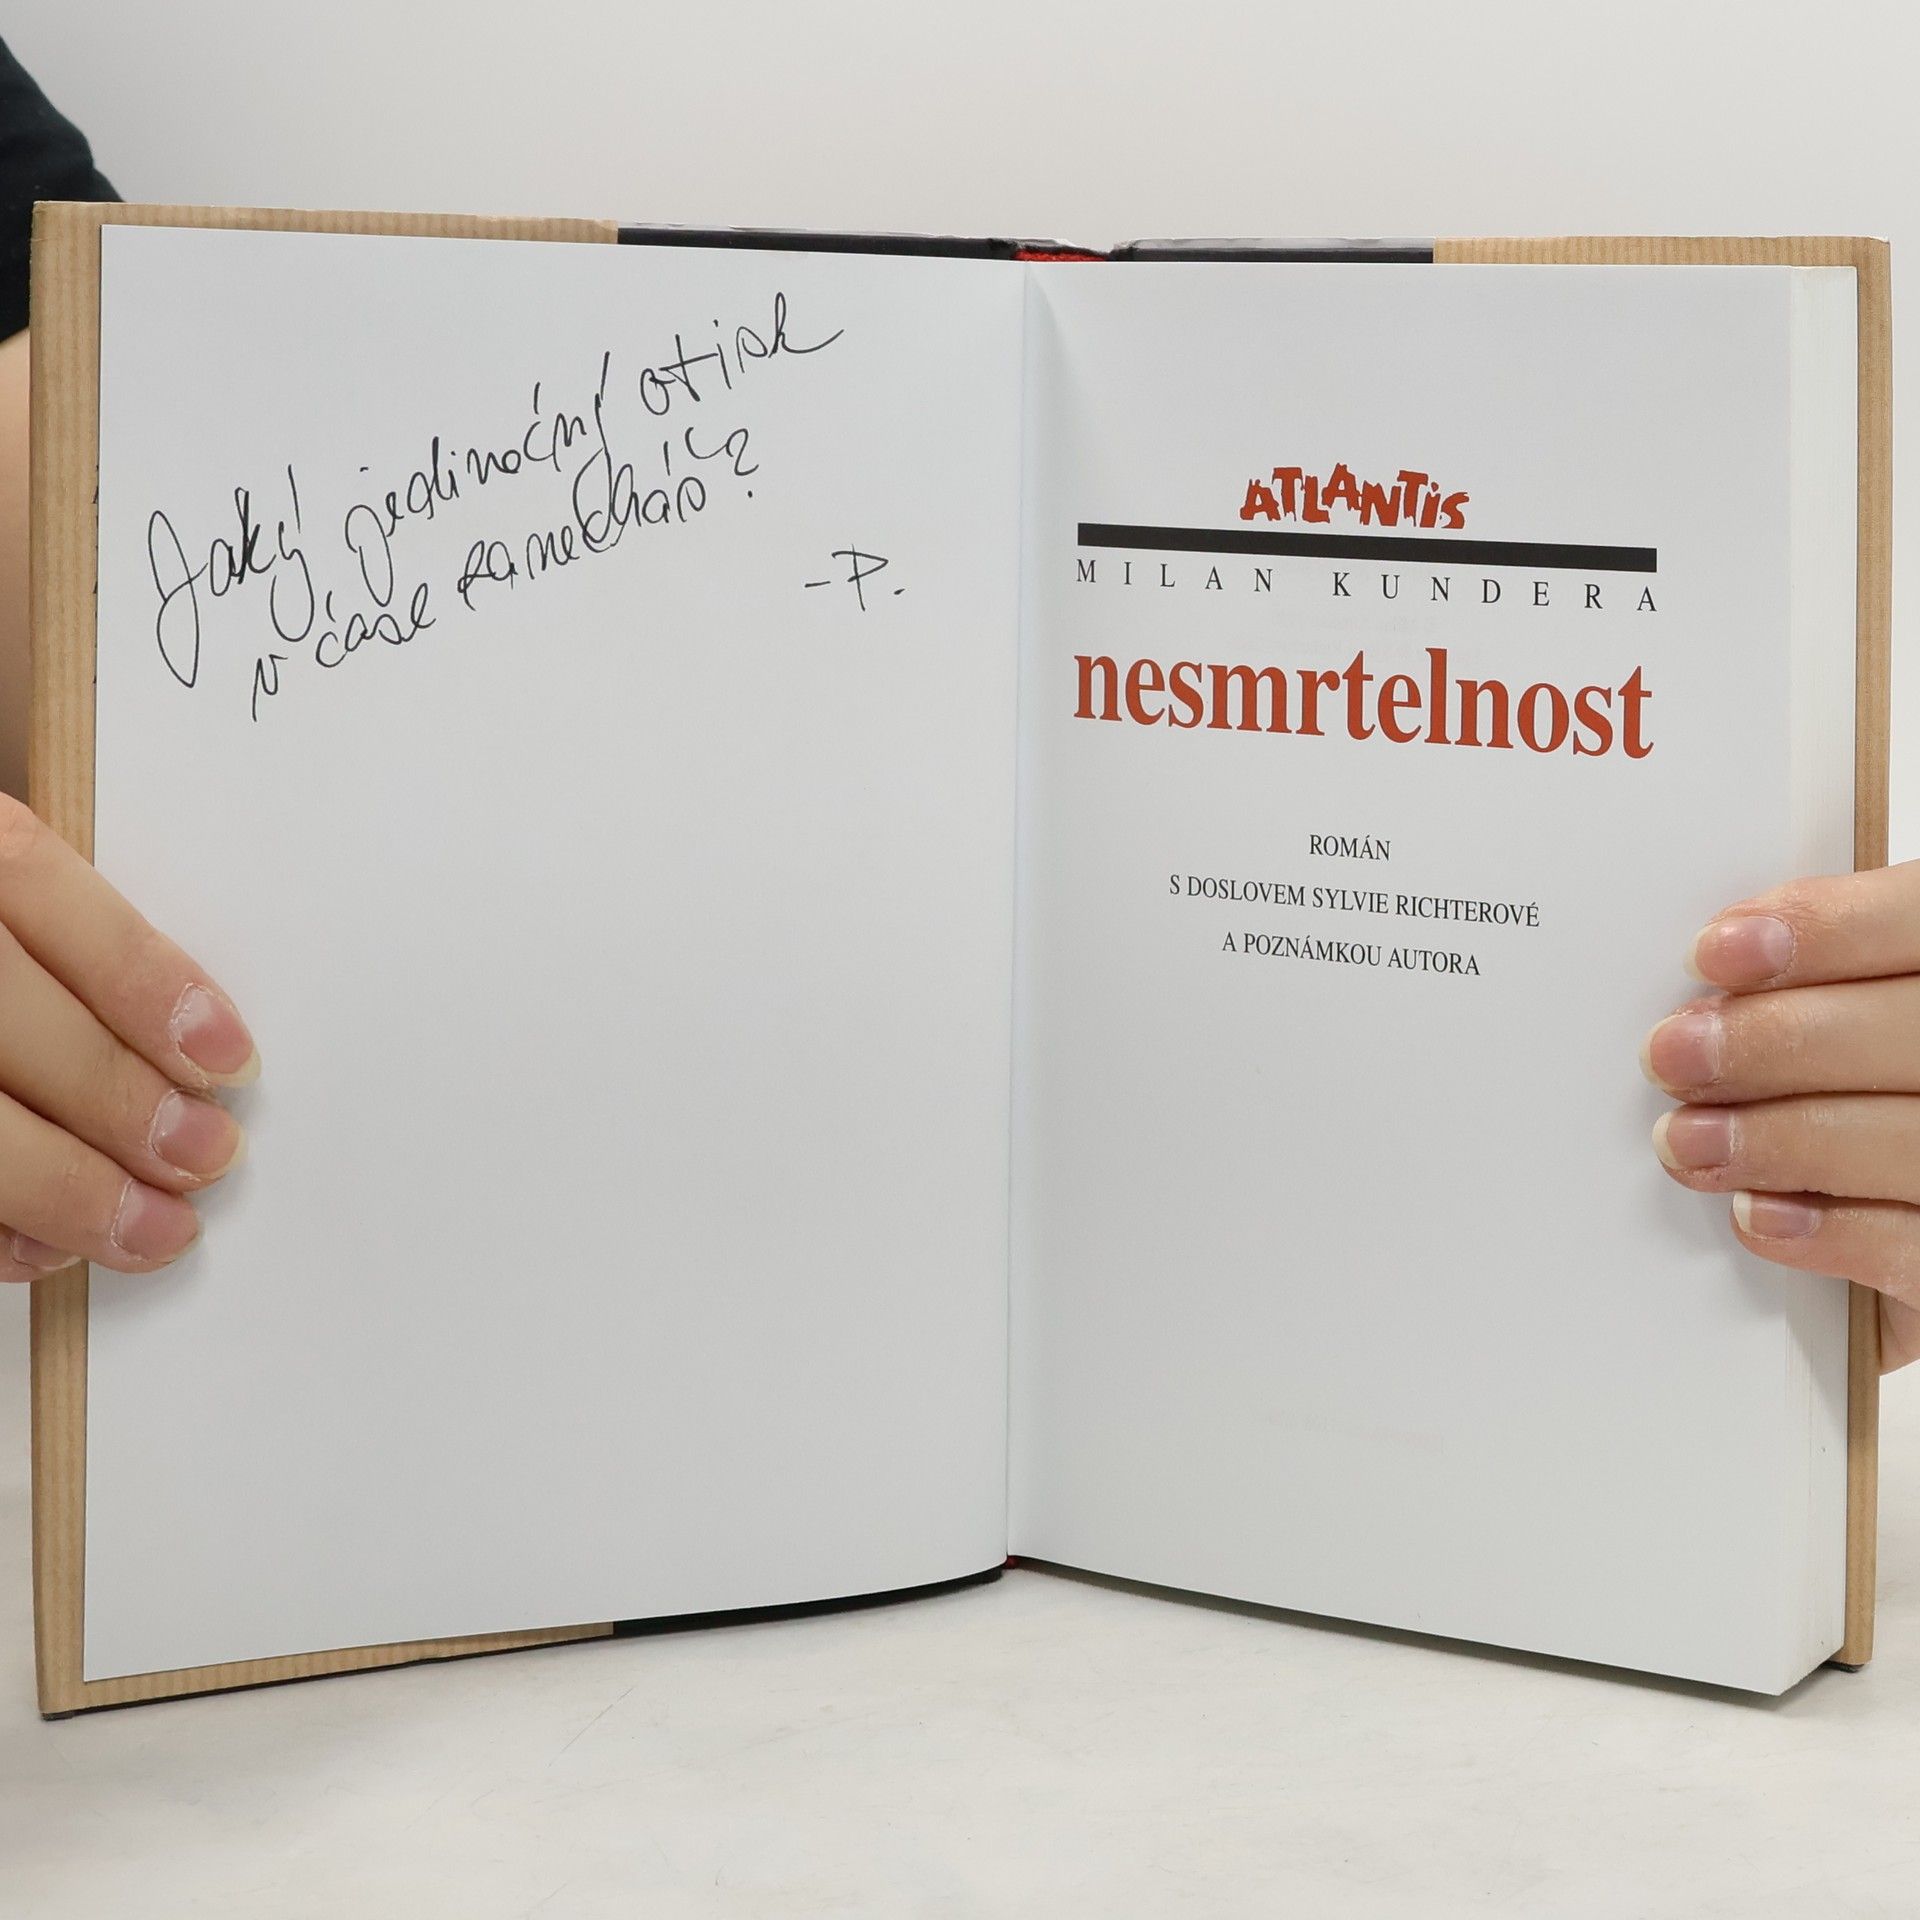 Jaký jedinečný otisk
v čase zanecháš?
-P.
ATLANTIS
MILAN KUNDERA
nesmrtelnost
ROMÁN
S DOSLOVEM SYLVIE RICHTEROVÉ
A POZNÁMKOU AUTORA